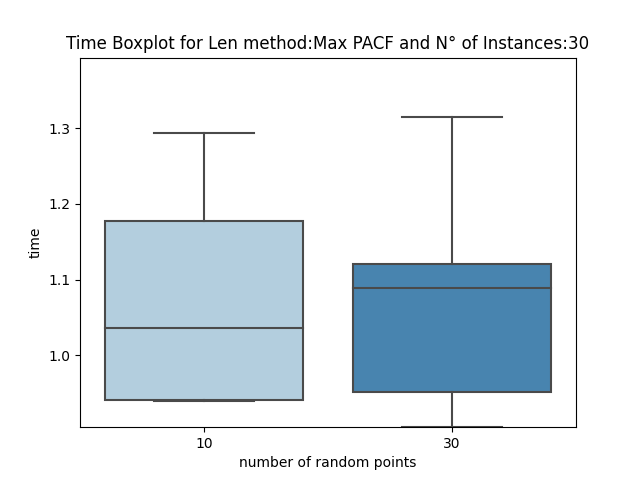 Time Boxplot for Len method:Max PACF and N° of Instances:30
1.3
1.2
1.1
1.0
time
10 30
number of random points